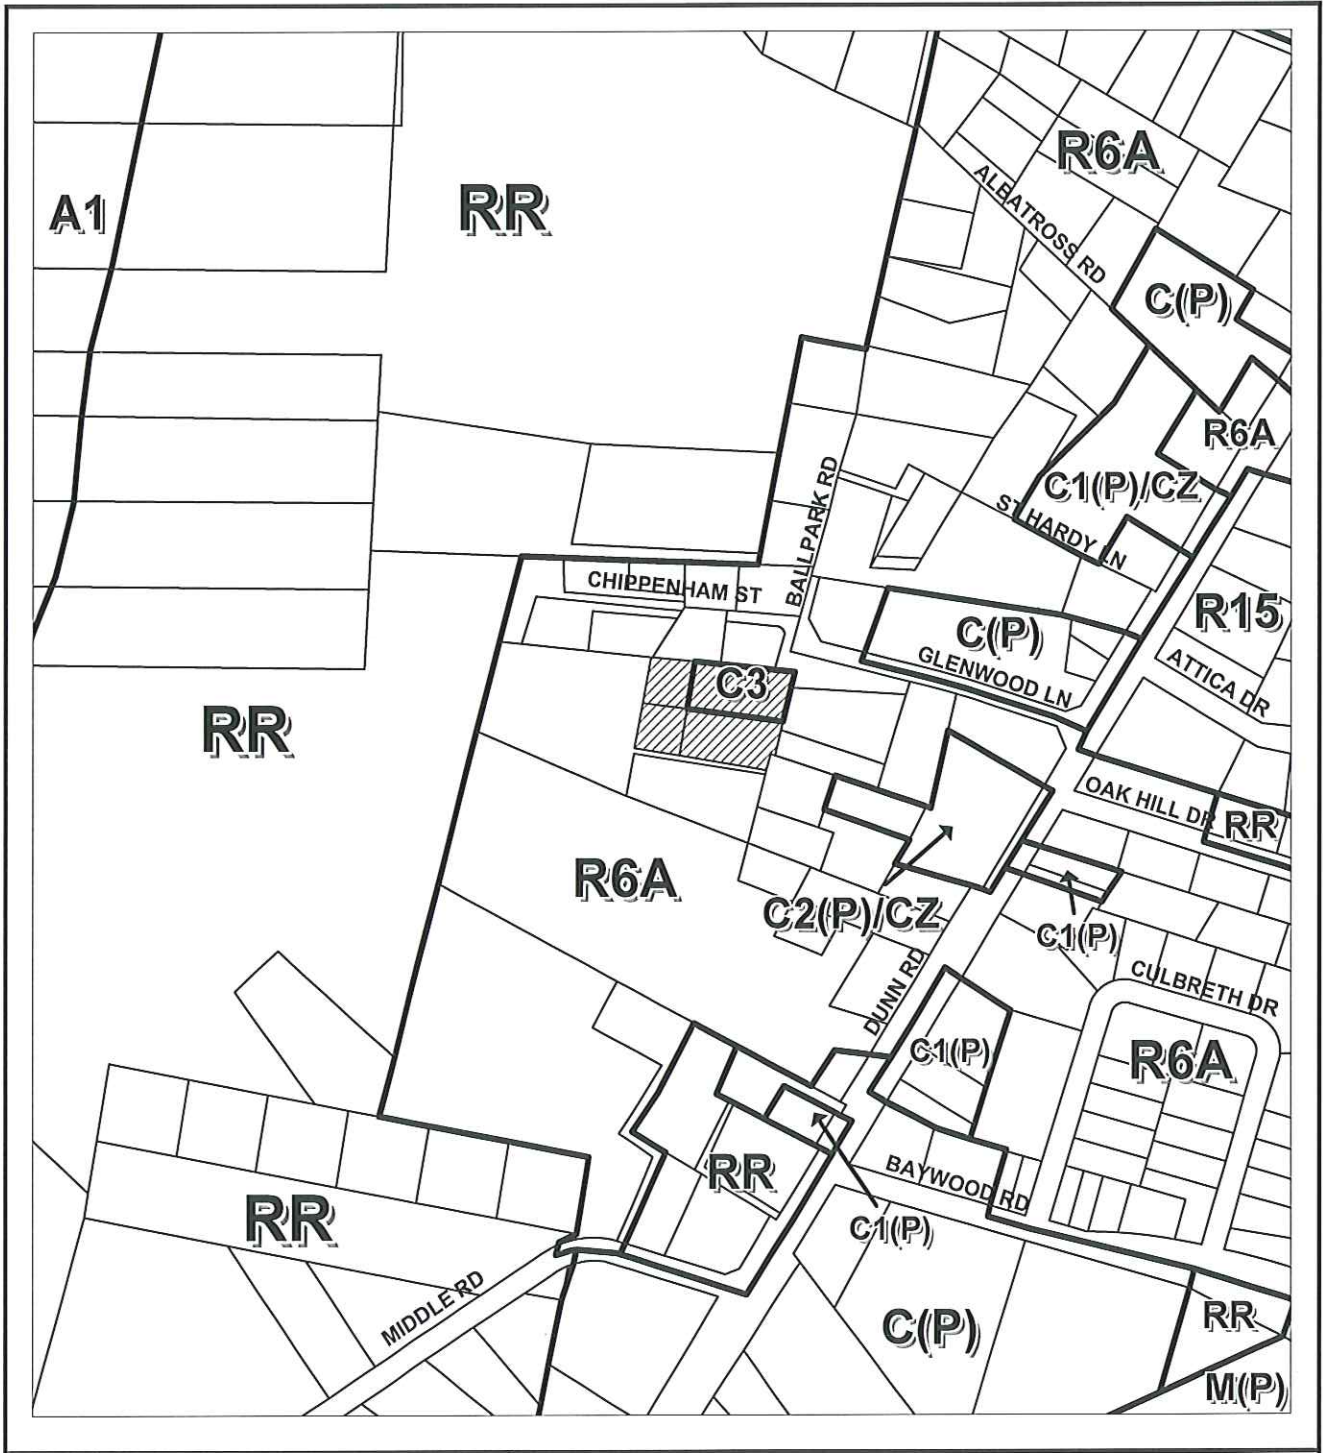 R6A
A1
RR
ALBATROSS RD
C(P)
R6A
C1(P)/CZ
ST HARDY LN
BALLPARK RD
CHIPPENHAM ST
R15
C(P)
GLENWOOD LN
ATTICA DR
C3
RR
OAK HILL DR
RR
R6A
C2(P)/CZ
C1(P)
DUNN RD
CULBRETH DR
C1(P)
R6A
RR
BAYWOOD RD
RR
C1(P)
MIDDLE RD
C(P)
RR
M(P)